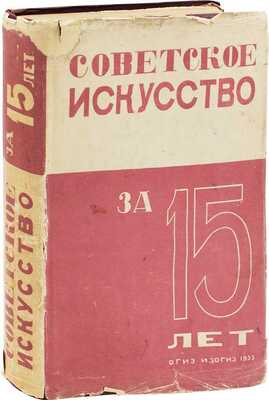 СОВЕТСКОЕ
ИСКУССТВО
ЗА
15
ЛЕТ
ОГИЗ ИЗОГИЗ 1933
СОВЕТСКОЕ
ИСКУССТВО
ЗА 15 ЛЕТ